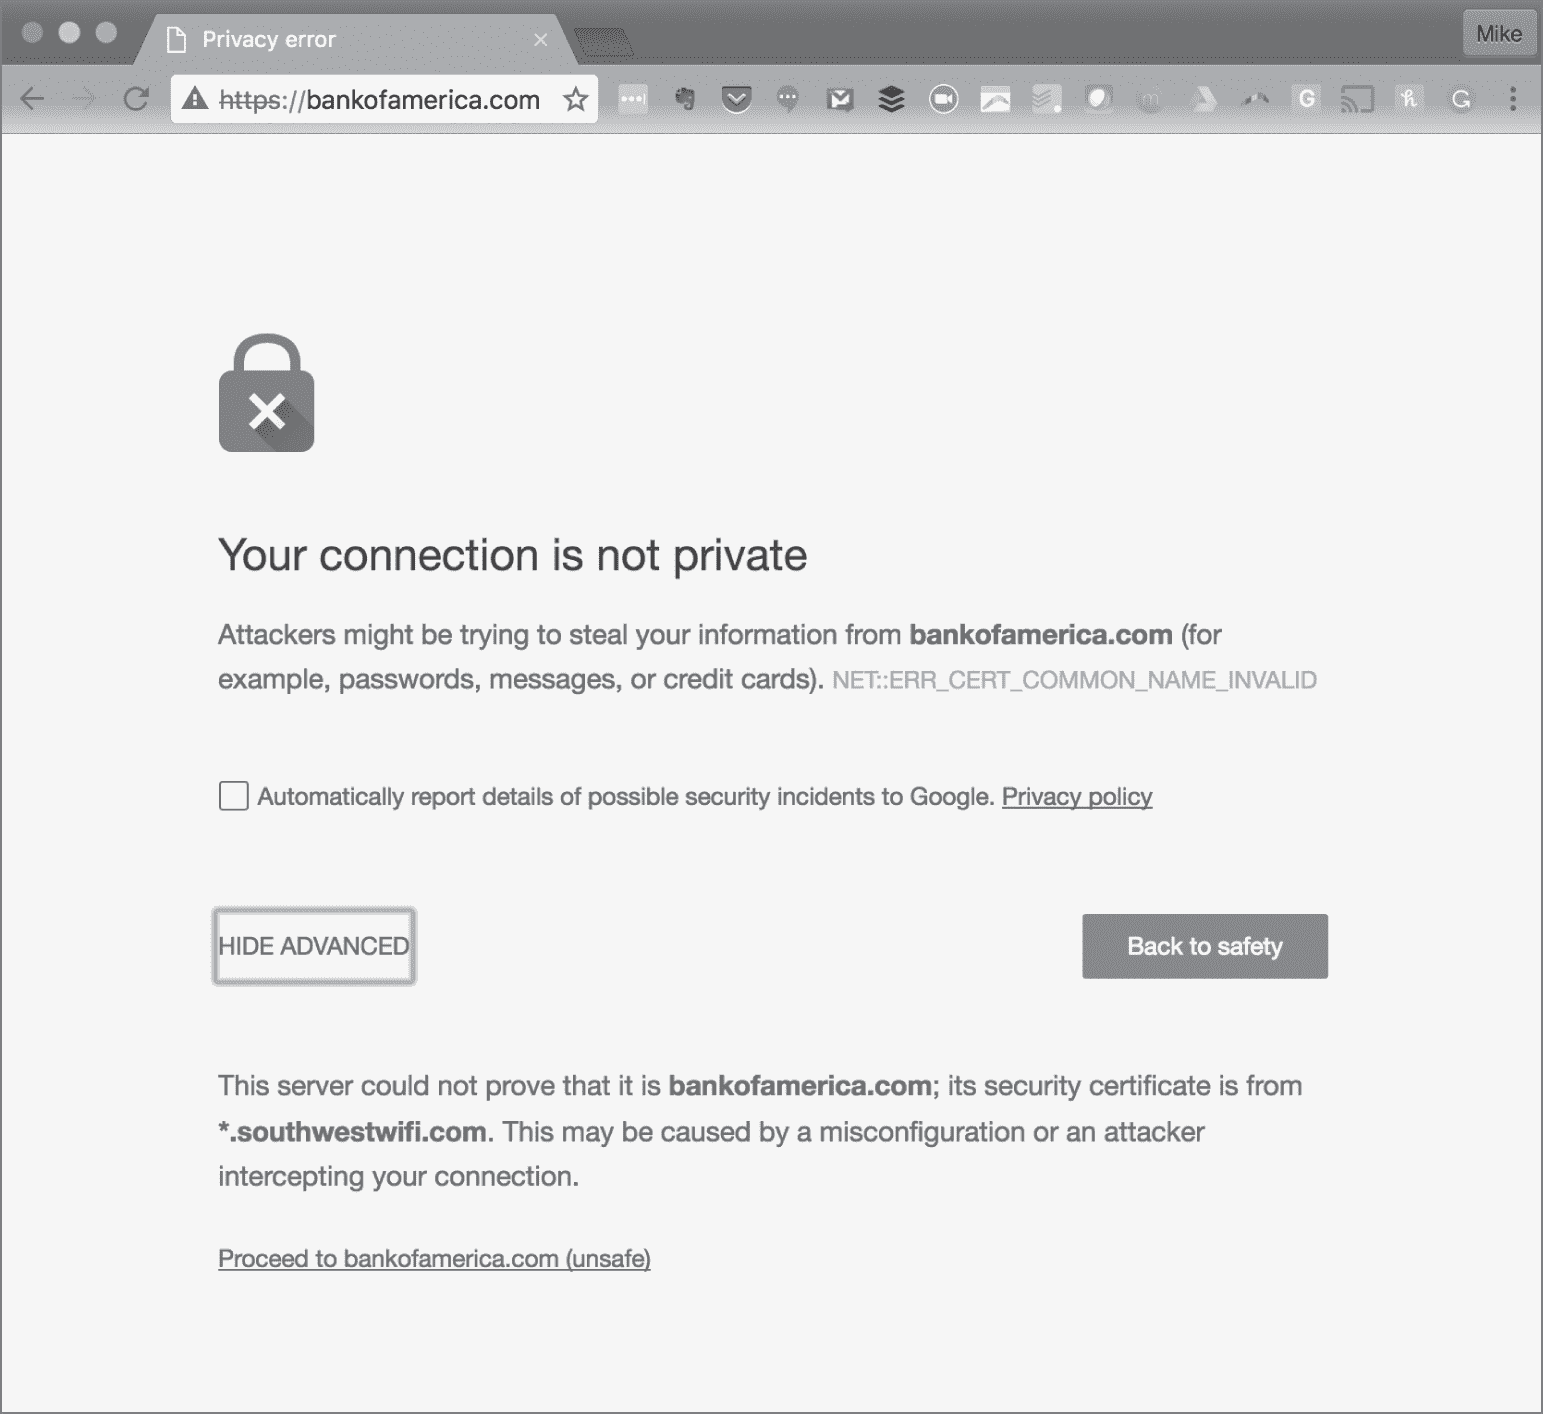 Privacy error
Mike
https://bankofamerica.com
Your connection is not private
Attackers might be trying to steal your information from bankofamerica.com (for
example, passwords, messages, or credit cards). NET::ERR_CERT_COMMON_NAME_INVALID
Automatically report details of possible security incidents to Google. Privacy policy
HIDE ADVANCED
Back to safety
This server could not prove that it is bankofamerica.com; its security certificate is from
*.southwestwifi.com. This may be caused by a misconfiguration or an attacker
intercepting your connection.
Proceed to bankofamerica.com (unsafe)